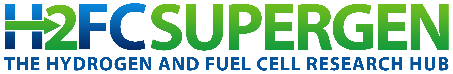 H2FCSUPERGEN
THE HYDROGEN AND FUEL CELL RESEARCH HUB